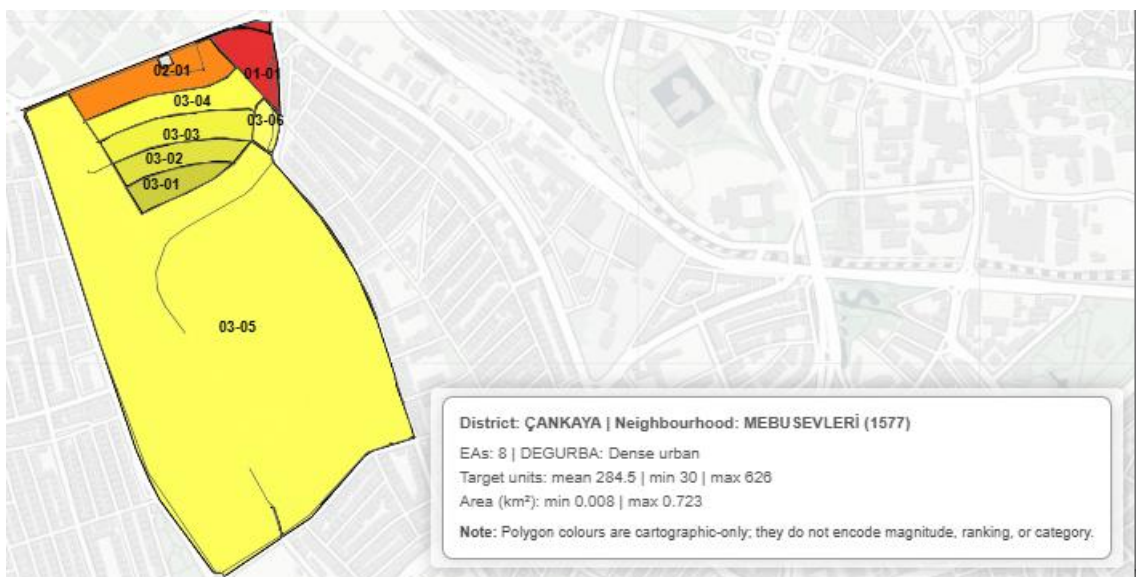 02-01
01-01
03-04
03-06
03-03
03-02
03-01
03-05
District: ÇANKAYA | Neighbourhood: MEBUSEVLERİ (1577)
EAs: 8 | DEGURBA: Dense urban
Target units: mean 284.5 | min 30 | max 626
Area (km²): min 0.008 | max 0.723
Note: Polygon colours are cartographic-only; they do not encode magnitude, ranking, or category.